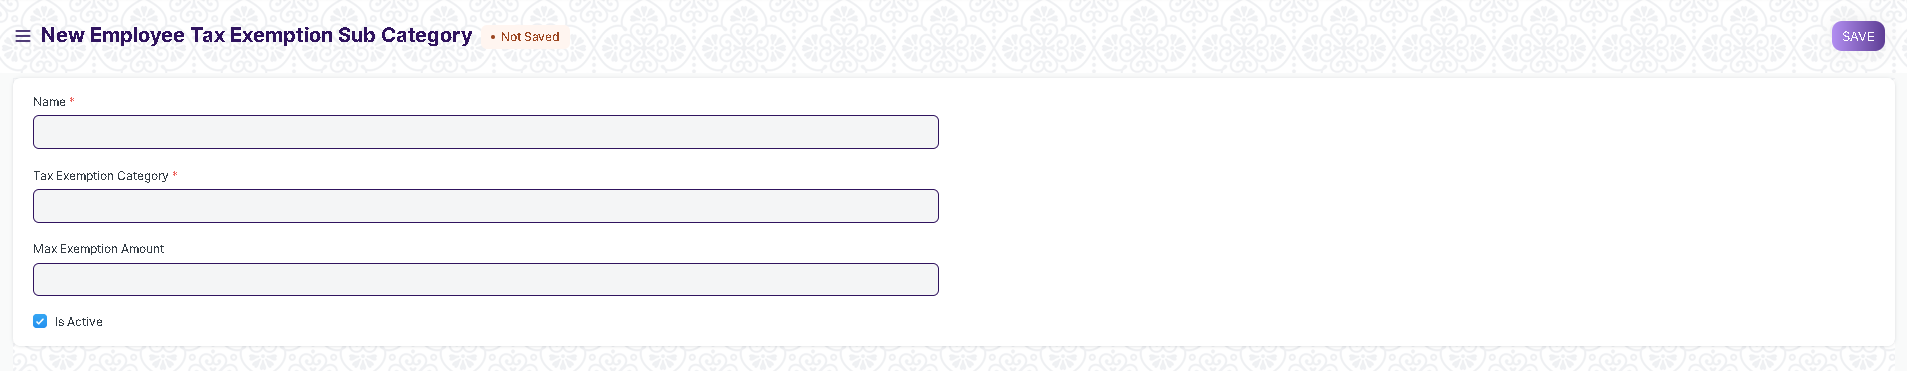 New Employee Tax Exemption Sub Category • Not Saved SAVE
Name *
Tax Exemption Category *
Max Exemption Amount
Is Active